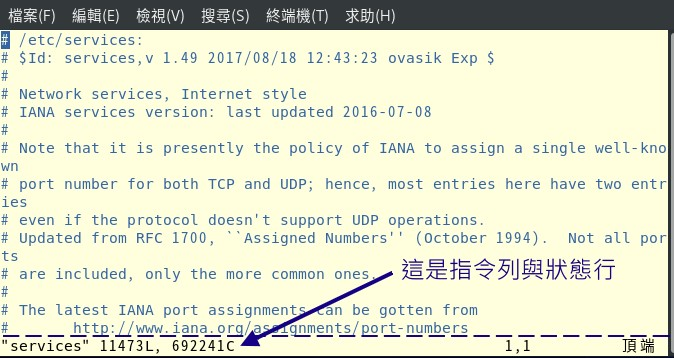 檔案(F) 編輯(E) 檢視(V) 搜尋(S) 終端機(T) 求助(H)
# /etc/services:
# $Id: services,v 1.49 2017/08/18 12:43:23 ovasik Exp $
#
# Network services, Internet style
# IANA services version: last updated 2016-07-08
#
# Note that it is presently the policy of IANA to assign a single well-kno
wn
# port number for both TCP and UDP; hence, most entries here have two entr
ies
# even if the protocol doesn't support UDP operations.
# Updated from RFC 1700, ``Assigned Numbers'' (October 1994).  Not all por
ts
# are included, only the more common ones.
這是指令列與狀態行
#
# The latest IANA port assignments can be gotten from
#       http://www.iana.org/assignments/port-numbers
"services" 11473L, 692241C 1,1 頂端